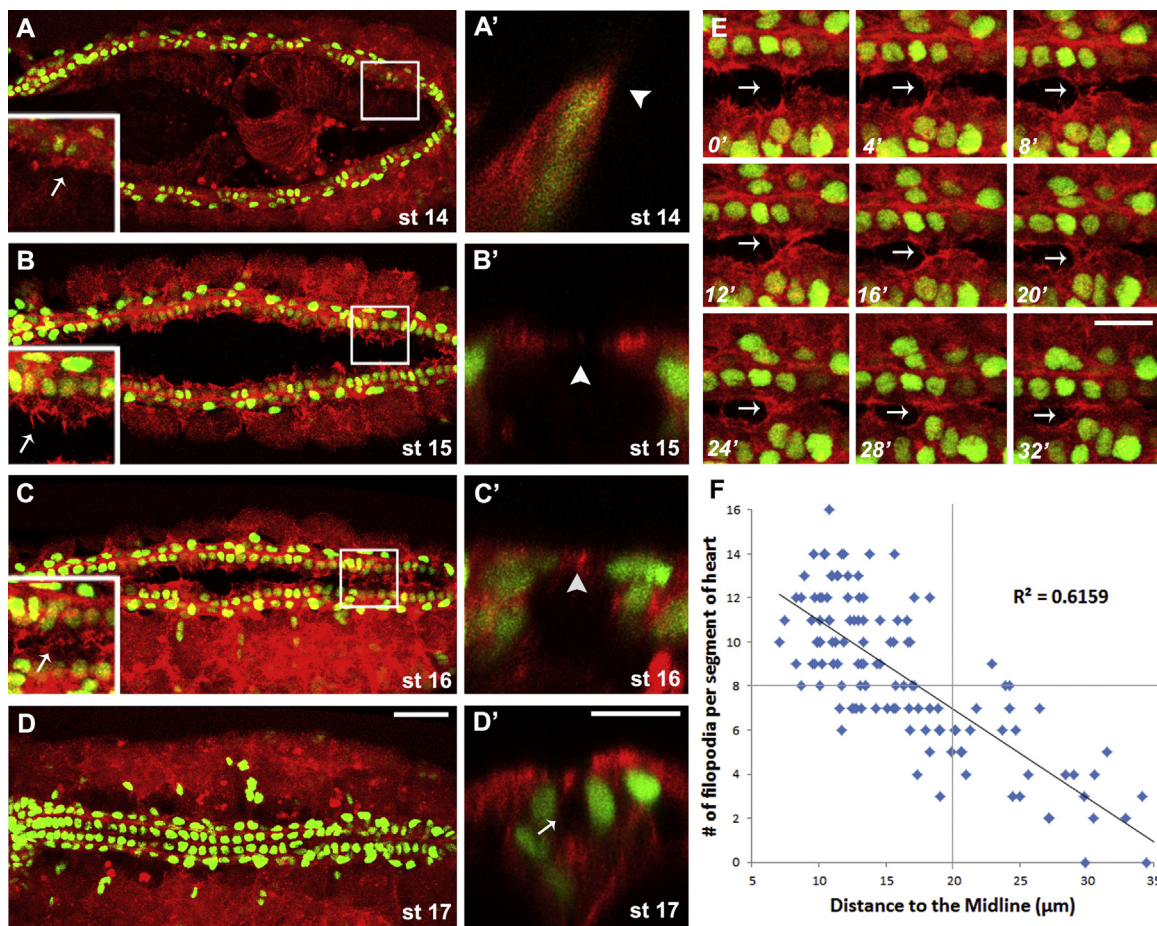 A
st 14
A'
st 14
B
st 15
B'
st 15
C
st 16
C'
st 16
D
st 17
D'
st 17
E
0'
4'
8'
12'
16'
20'
24'
28'
32'
F
R² = 0.6159
# of filopodia per segment of heart
16
14
12
10
8
6
4
2
0
5
10
15
20
25
30
35
Distance to the Midline (µm)